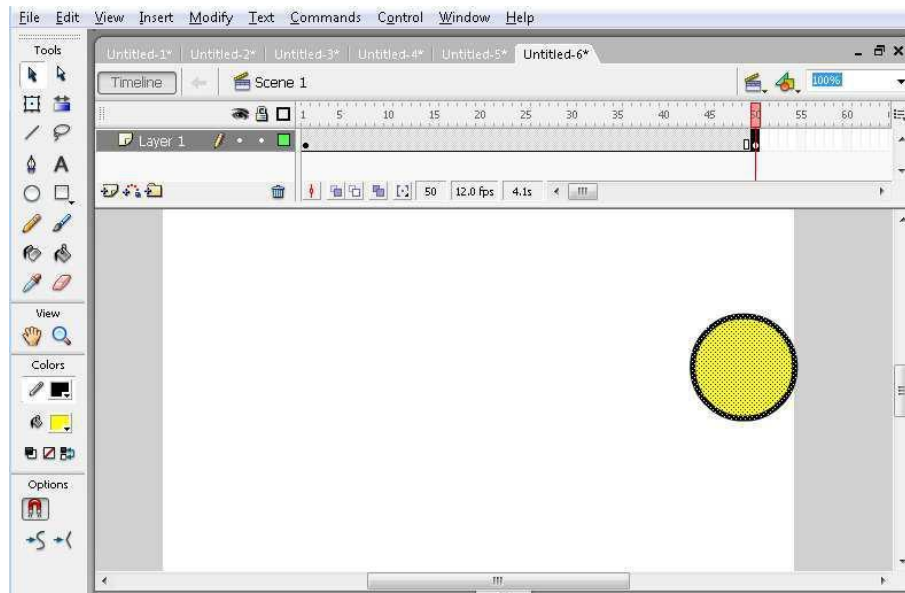 File Edit View Insert Modify Text Commands Control Window Help
Tools
Untitled-1* Untitled-2* Untitled-3* Untitled-4* Untitled-5* Untitled-6*
Timeline Scene 1 100%
1 5 10 15 20 25 30 35 40 45 50 55 60
Layer 1
50 12.0 fps 4.1s
View
Colors
Options